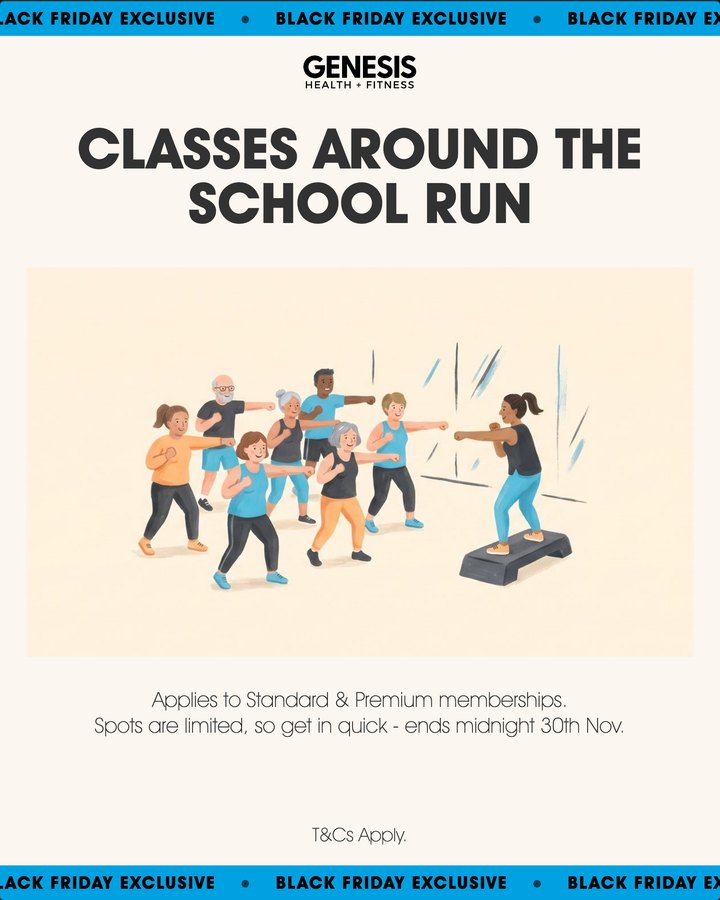 LACK FRIDAY EXCLUSIVE • BLACK FRIDAY EXCLUSIVE • BLACK FRIDAY EX
GENESIS
HEALTH + FITNESS
CLASSES AROUND THE
SCHOOL RUN
Applies to Standard & Premium memberships.
Spots are limited, so get in quick - ends midnight 30th Nov.
T&Cs Apply.
LACK FRIDAY EXCLUSIVE • BLACK FRIDAY EXCLUSIVE • BLACK FRIDAY EX